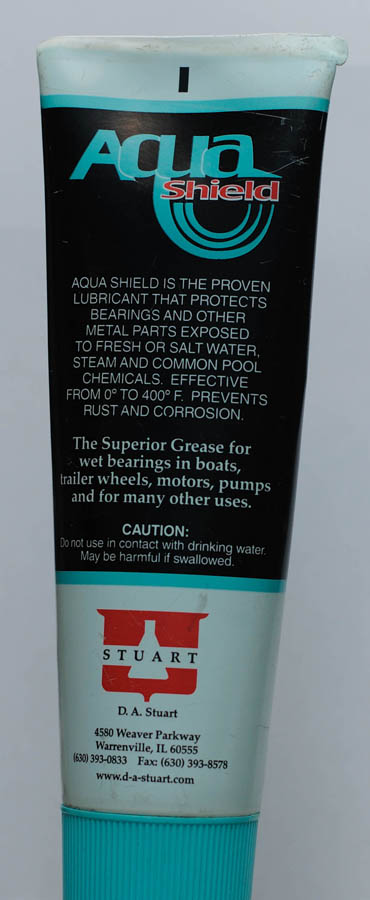 Aqua
Shield
AQUA SHIELD IS THE PROVEN
LUBRICANT THAT PROTECTS
BEARINGS AND OTHER
METAL PARTS EXPOSED
TO FRESH OR SALT WATER,
STEAM AND COMMON POOL
CHEMICALS. EFFECTIVE
FROM 0° TO 400° F. PREVENTS
RUST AND CORROSION.
The Superior Grease for
wet bearings in boats,
trailer wheels, motors, pumps
and for many other uses.
CAUTION:
Do not use in contact with drinking water.
May be harmful if swallowed.
STUART
D. A. Stuart
4580 Weaver Parkway
Warrenville, IL 60555
(630) 393-0833 Fax: (630) 393-8578
www.d-a-stuart.com